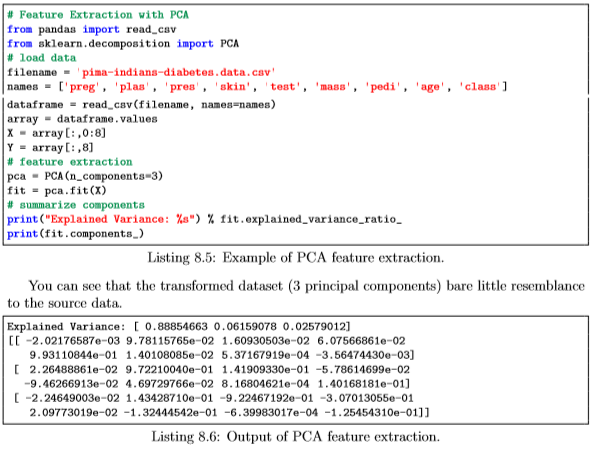 # Feature Extraction with PCA
from pandas import read_csv
from sklearn.decomposition import PCA
# load data
filename = 'pima-indians-diabetes.data.csv'
names = ['preg', 'plas', 'pres', 'skin', 'test', 'mass', 'pedi', 'age', 'class']
dataframe = read_csv(filename, names=names)
array = dataframe.values
X = array[:,0:8]
Y = array[:,8]
# feature extraction
pca = PCA(n_components=3)
fit = pca.fit(X)
# summarize components
print("Explained Variance: %s") % fit.explained_variance_ratio_
print(fit.components_)
Listing 8.5: Example of PCA feature extraction.
You can see that the transformed dataset (3 principal components) bare little resemblance
to the source data.
Explained Variance: [ 0.88854663 0.06159078 0.02579012]
[[ -2.02176587e-03 9.78115765e-02 1.60930503e-02 6.07566861e-02
9.93110844e-01 1.40108085e-02 5.37167919e-04 -3.56474430e-03]
[ 2.26488861e-02 9.72210040e-01 1.41909330e-01 -5.78614699e-02
-9.46266913e-02 4.69729766e-02 8.16804621e-04 1.40168181e-01]
[ -2.24649003e-02 1.43428710e-01 -9.22467192e-01 -3.07013055e-01
2.09773019e-02 -1.32444542e-01 -6.39983017e-04 -1.25454310e-01]]
Listing 8.6: Output of PCA feature extraction.